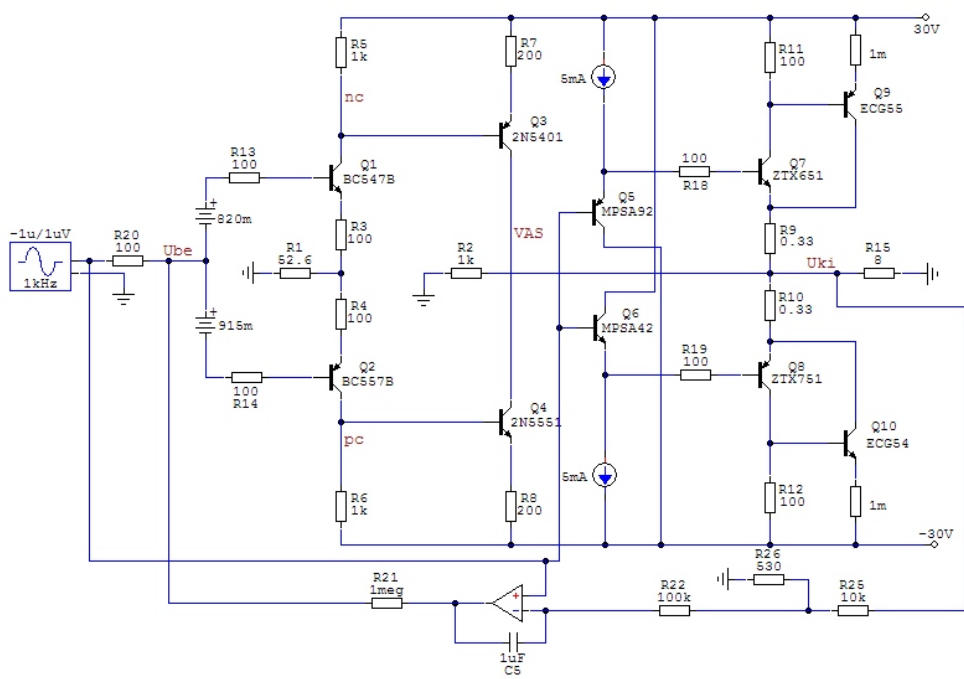 30V
R5
1k
R7
200
5mA
R11
100
1m
nc
Q9
ECG55
Q3
2N5401
R13
100
Q1
BC547B
100
R18
Q7
ZTX651
820m
R3
100
Q5
MPSA92
-1u/1uV
R20
100
Ube
VAS
R9
0.33
R1
52.6
R2
1k
Uki
R15
8
1kHz
R4
100
R10
0.33
915m
Q6
MPSA42
R19
100
Q2
BC557B
Q8
ZTX751
100
R14
Q4
2N5551
Q10
ECG54
pc
5mA
R6
1k
R8
200
R12
100
1m
-30V
R26
530
R21
1meg
R22
100k
R25
10k
1uF
C5